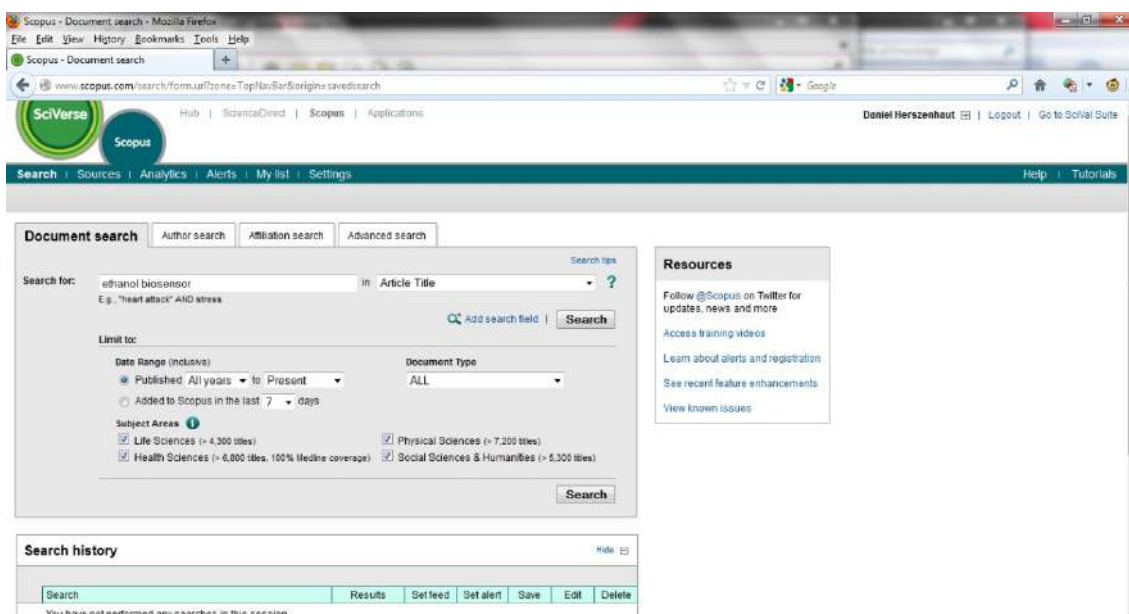 Scopus - Document search - Mozilla Firefox
File Edit View History Bookmarks Tools Help
Scopus - Document search
www.scopus.com/search/form.url?zone=TopNavBar&origin=savedsearch
Google
SciVerse
Hub | ScienceDirect | Scopus | Applications
Daniel Herszenhaut | Logout | Go to SciVal Suite
Scopus
Search | Sources | Analytics | Alerts | My list | Settings
Help | Tutorials
Document search
Author search
Affiliation search
Advanced search
Search tips
Search for:
ethanol biosensor
in Article Title
?
E.g., "heart attack" AND stress
Add search field | Search
Limit to:
Date Range (inclusive)
Document Type
Published All years to Present
ALL
Added to Scopus in the last 7 days
Subject Areas
Life Sciences (> 4,300 titles)
Physical Sciences (> 7,200 titles)
Health Sciences (> 6,800 titles. 100% Medline coverage)
Social Sciences & Humanities (> 5,300 titles)
Search
Resources
Follow @Scopus on Twitter for
updates, news and more
Access training videos
Learn about alerts and registration
See recent feature enhancements
View known issues
Search history
Hide
Search Results Set feed Set alert Save Edit Delete
You have not performed any searches in this session